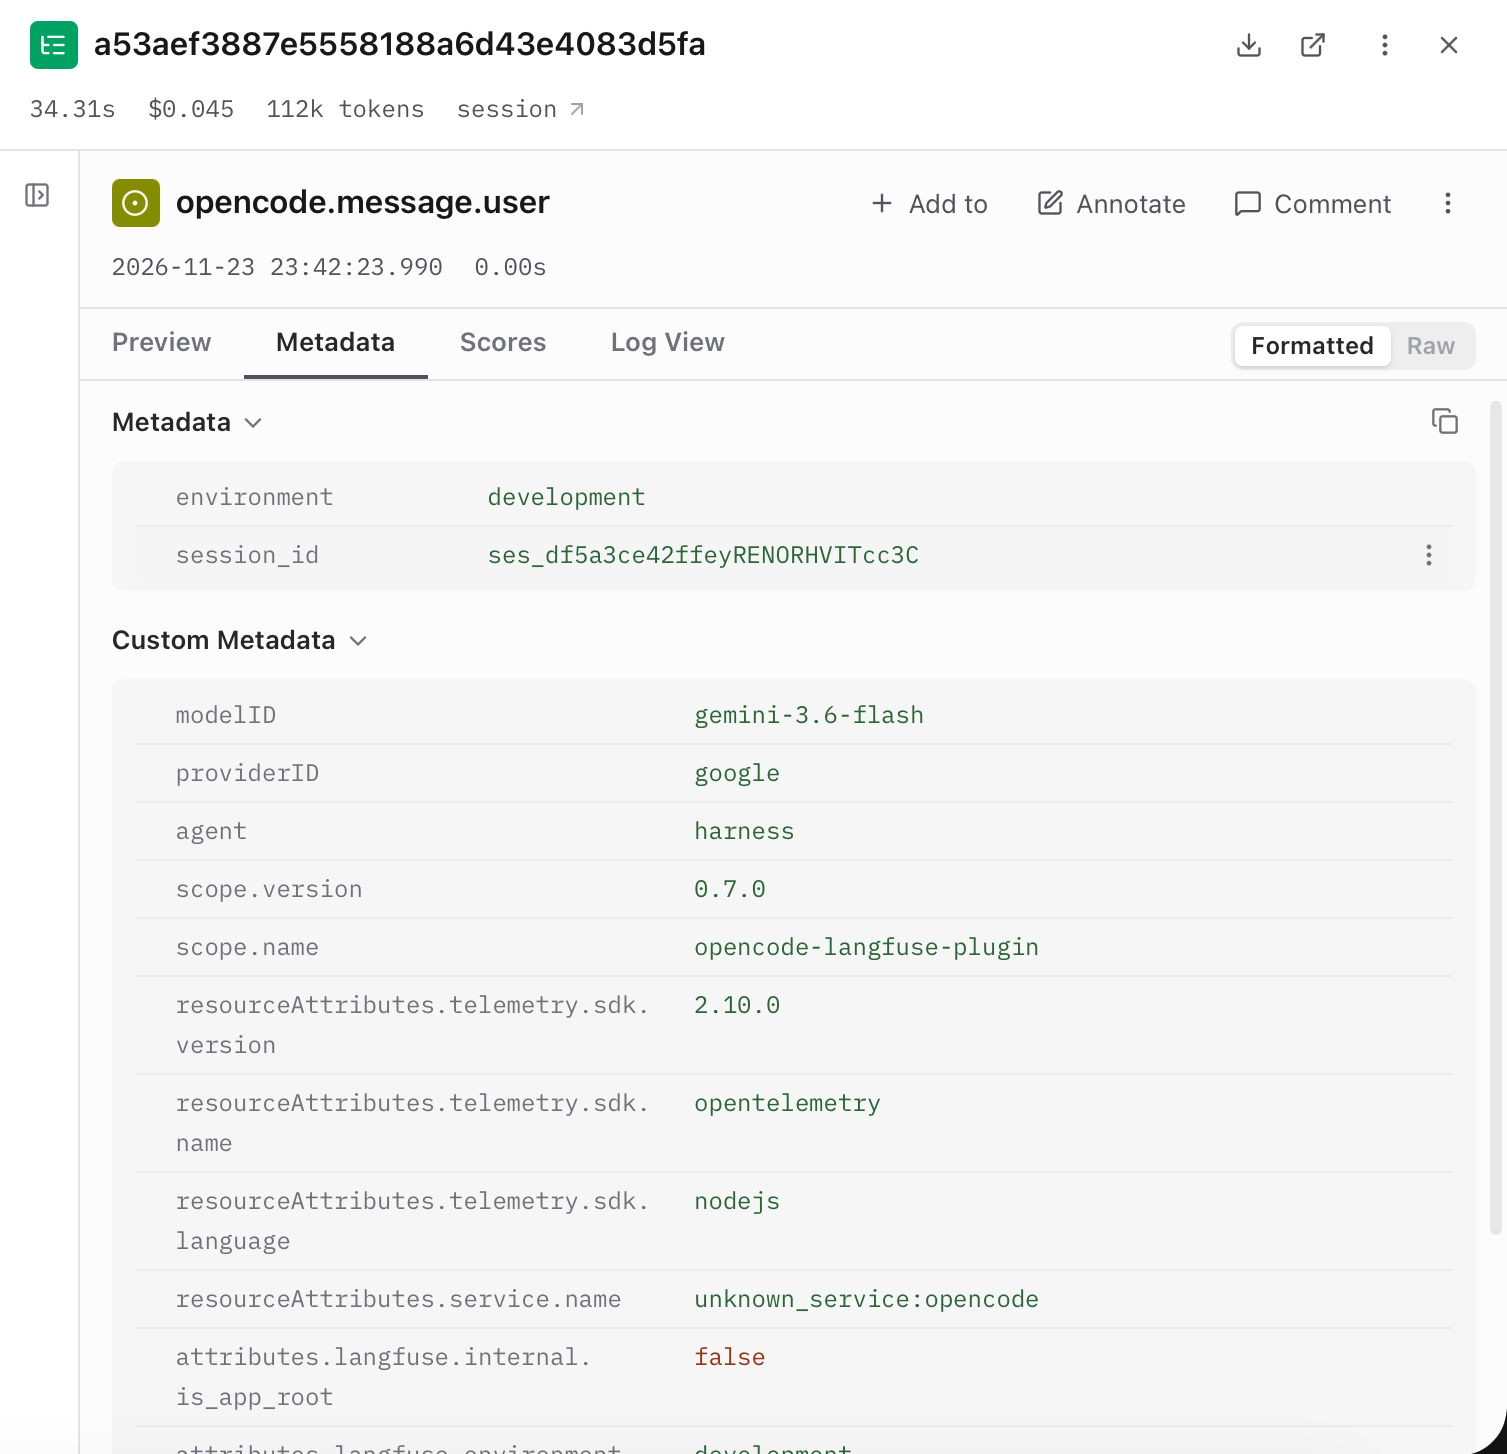 a53aef3887e5558188a6d43e4083d5fa
34.31s $0.045 112k tokens session
opencode.message.user
Add to Annotate Comment
2026-11-23 23:42:23.990 0.00s
Preview Metadata Scores Log View
Formatted Raw
Metadata
environment development
session_id ses_df5a3ce42ffeyRENORHVITcc3C
Custom Metadata
modelID gemini-3.6-flash
providerID google
agent harness
scope.version 0.7.0
scope.name opencode-langfuse-plugin
resourceAttributes.telemetry.sdk. 2.10.0
version
resourceAttributes.telemetry.sdk. opentelemetry
name
resourceAttributes.telemetry.sdk. nodejs
language
resourceAttributes.service.name unknown_service:opencode
attributes.langfuse.internal. false
is_app_root
attributes.langfuse.environment development